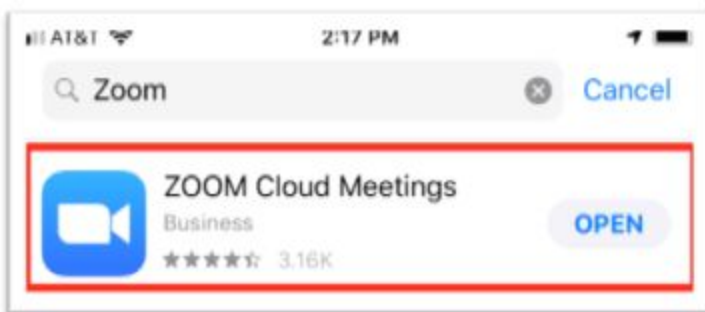 AT&T 2:17 PM
Zoom Cancel
ZOOM Cloud Meetings
Business
OPEN
3.16K